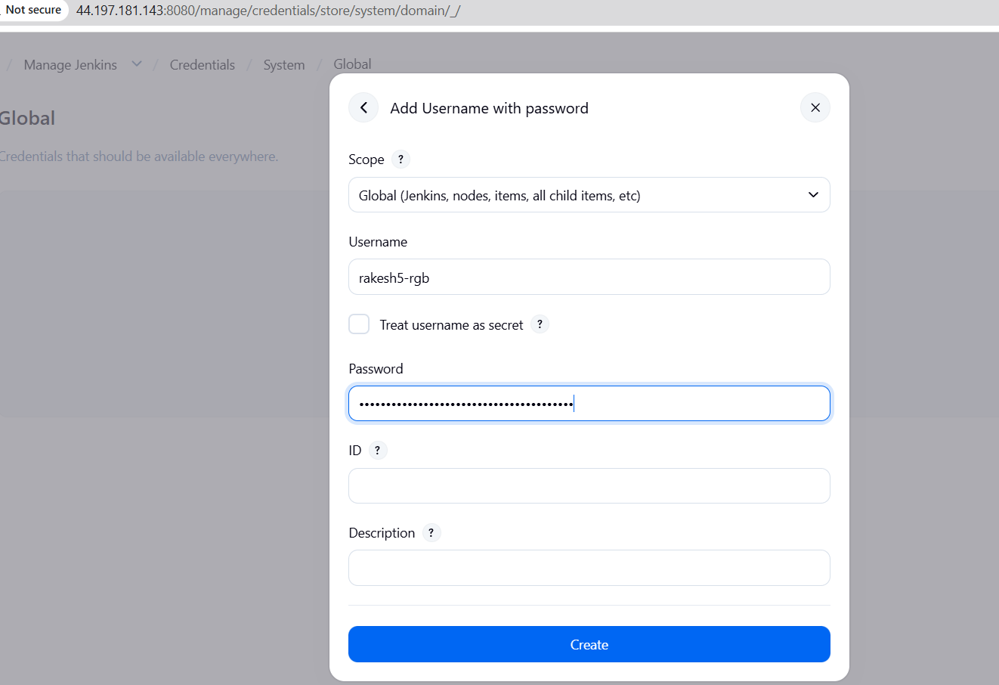 Not secure 44.197.181.143:8080/manage/credentials/store/system/domain/_/
/ Manage Jenkins / Credentials / System / Global
Global
Credentials that should be available everywhere.
Add Username with password
Scope ?
Global (Jenkins, nodes, items, all child items, etc)
Username
rakesh5-rgb
Treat username as secret ?
Password
••••••••••••••••••••••••••••••••••••••••
ID ?
Description ?
Create